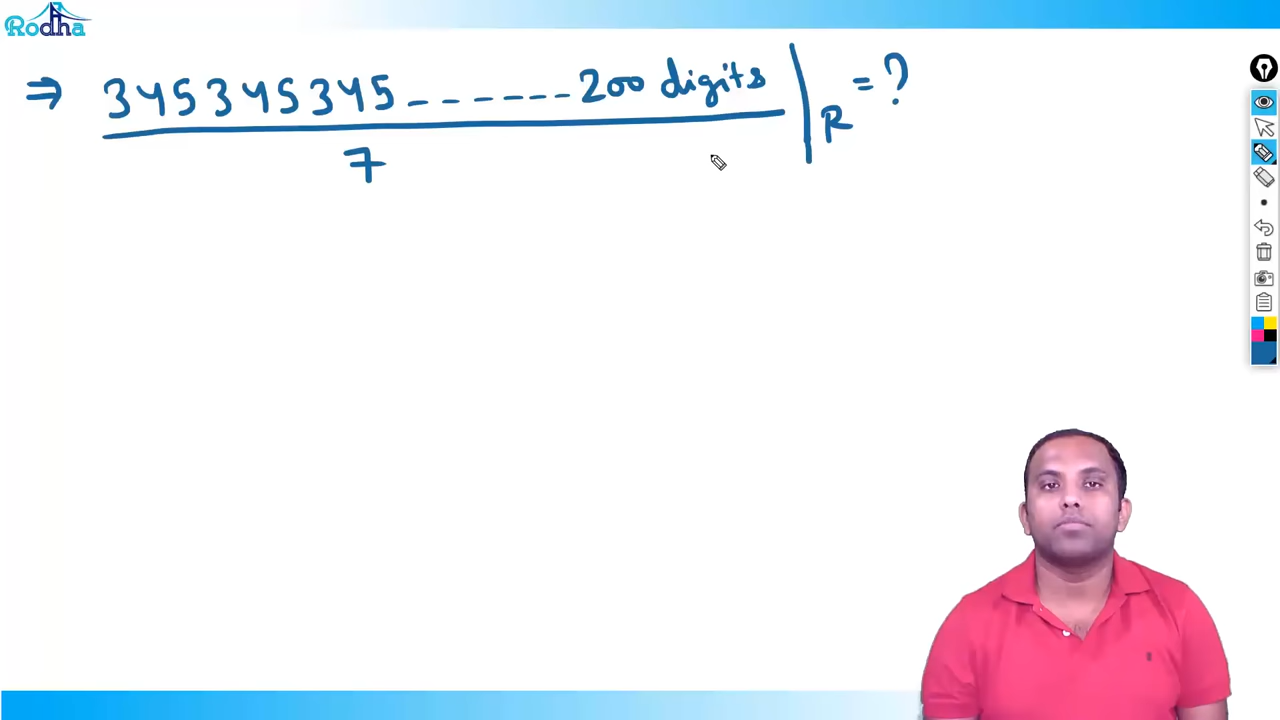 Rodha
⇒ 345345345------- 200 digits | R = ?
7